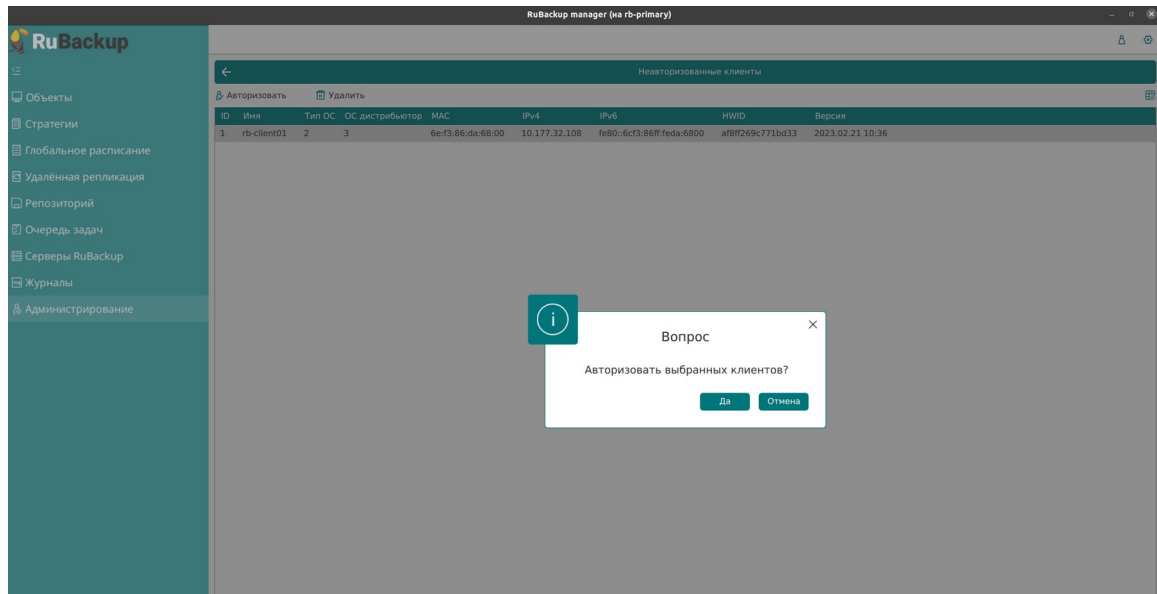 RuBackup manager (на rb-primary)
RuBackup
Неавторизованные клиенты
Объекты
Стратегии
Глобальное расписание
Удалённая репликация
Репозиторий
Очередь задач
Серверы RuBackup
Журналы
Администрирование
Авторизовать Удалить
ID Имя Тип ОС ОС дистрибьютор MAC IPv4 IPv6 HWID Версия
1 rb-client01 2 3 6e:f3:86:da:68:00 10.177.32.108 fe80::6cf3:86ff:feda:6800 af8ff269c771bd33 2023.02.21 10:36
Вопрос
Авторизовать выбранных клиентов?
Да Отмена